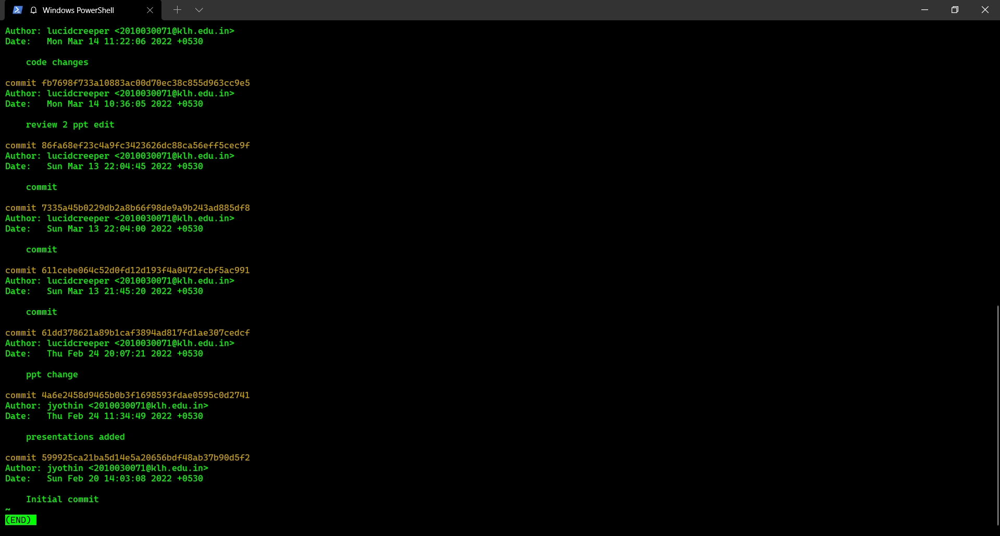 Windows PowerShell
Author: lucidcreeper <2010030071@klh.edu.in>
Date:   Mon Mar 14 11:22:06 2022 +0530
code changes
commit fb7698f733a10883ac00d70ec38c855d963cc9e5
Author: lucidcreeper <2010030071@klh.edu.in>
Date:   Mon Mar 14 10:36:05 2022 +0530
review 2 ppt edit
commit 86fa68ef23c4a9fc3423626dc88ca56eff5cec9f
Author: lucidcreeper <2010030071@klh.edu.in>
Date:   Sun Mar 13 22:04:45 2022 +0530
commit
commit 7335a45b0229db2a8b66f98de9a9b243ad885df8
Author: lucidcreeper <2010030071@klh.edu.in>
Date:   Sun Mar 13 22:04:00 2022 +0530
commit
commit 611cebe064c52d0fd12d193f4a0472fcbf5ac991
Author: lucidcreeper <2010030071@klh.edu.in>
Date:   Sun Mar 13 21:45:20 2022 +0530
commit
commit 61dd378621a89b1caf3894ad817fd1ae307cedcf
Author: lucidcreeper <2010030071@klh.edu.in>
Date:   Thu Feb 24 20:07:21 2022 +0530
ppt change
commit 4a6e2458d9465b0b3f1698593fdae0595c0d2741
Author: jyothin <2010030071@klh.edu.in>
Date:   Thu Feb 24 11:34:49 2022 +0530
presentations added
commit 599925ca21ba5d14e5a20656bdf48ab37b90d5f2
Author: jyothin <2010030071@klh.edu.in>
Date:   Sun Feb 20 14:03:08 2022 +0530
Initial commit
~
(END)